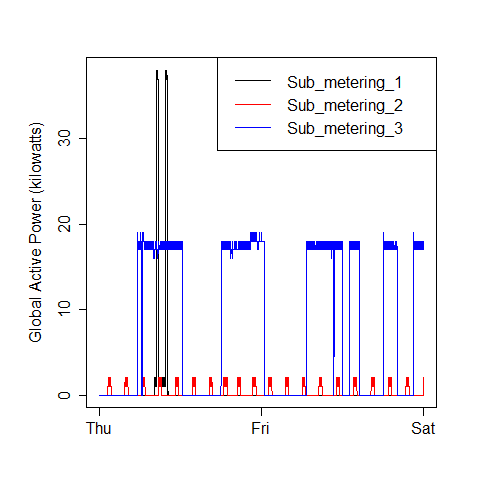 Sub_metering_1
Sub_metering_2
Sub_metering_3
Global Active Power (kilowatts)
30
20
10
0
Thu Fri Sat